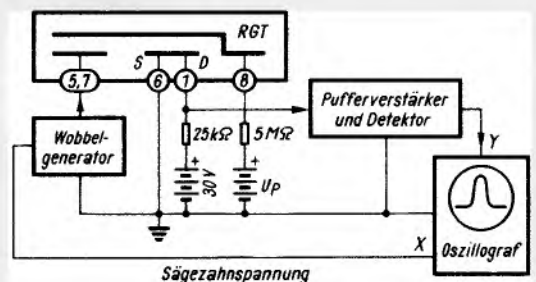 RGT
S
D
5,7
6
1
8
25kΩ
5MΩ
Pufferverstärker
und Detektor
Wobbel-
generator
+
30V
+
Up
Y
X
Oszillograf
Sägezahnspannung